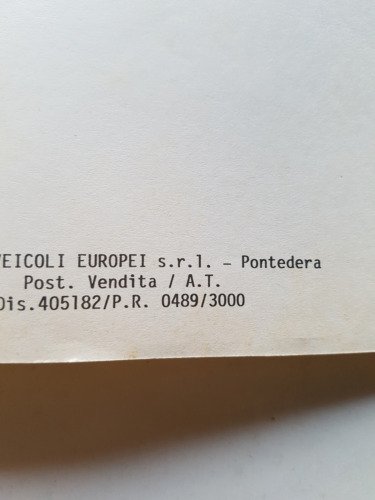 VEICOLI EUROPEI s.r.l. – Pontedera
Post. Vendita / A.T.
Dis.405182/P.R. 0489/3000